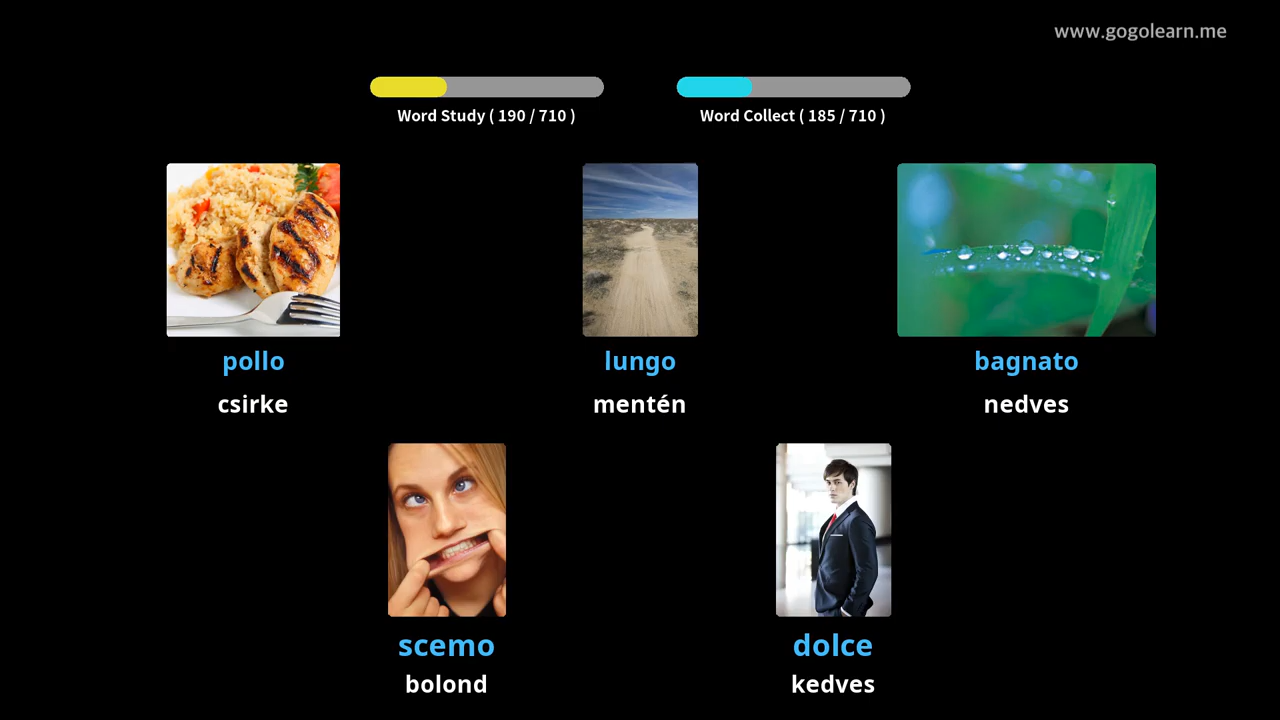 www.gogolearn.me
Word Study ( 190 / 710 )
Word Collect ( 185 / 710 )
pollo
csirke
lungo
mentén
bagnato
nedves
scemo
bolond
dolce
kedves